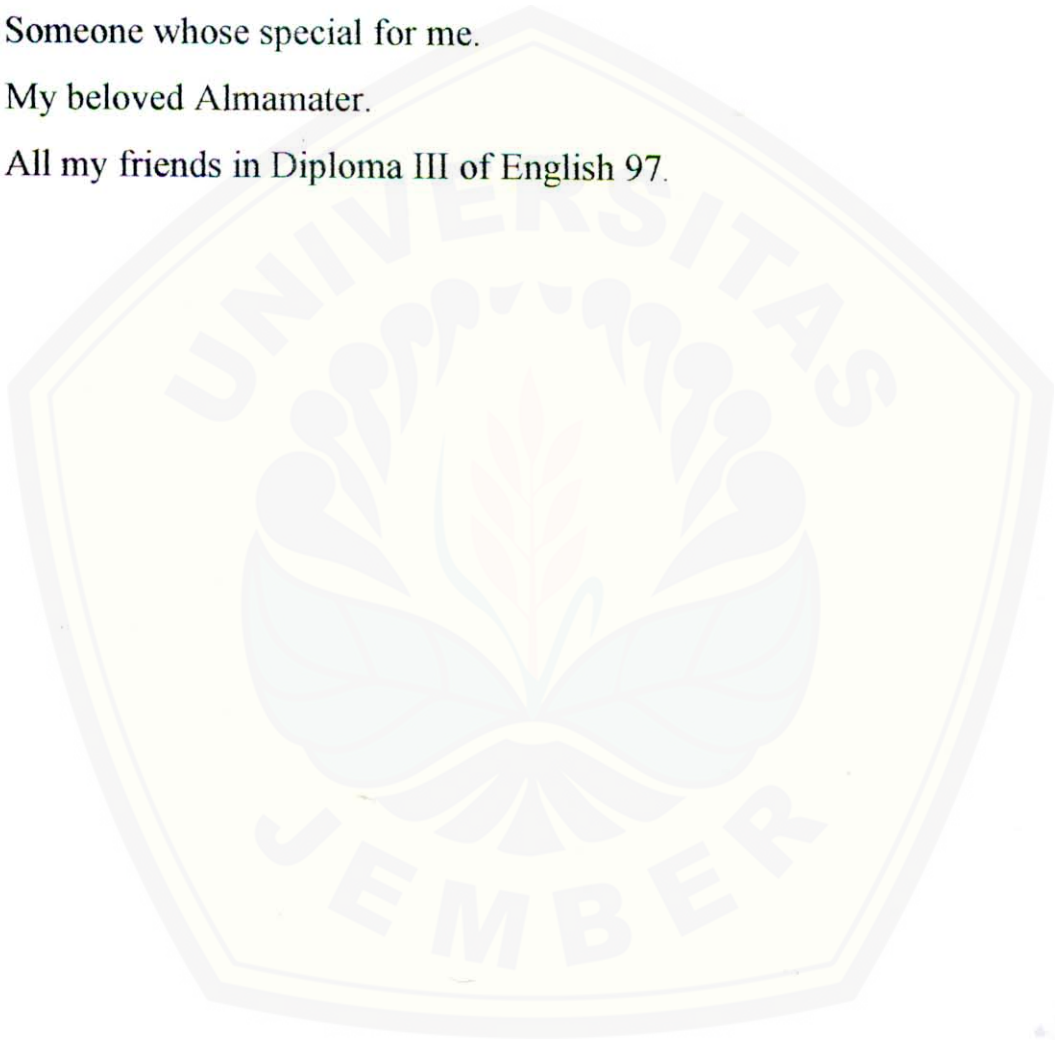 Someone whose special for me.
My beloved Almamater.
All my friends in Diploma III of English 97.
UNIVERSITAS
JEMBER